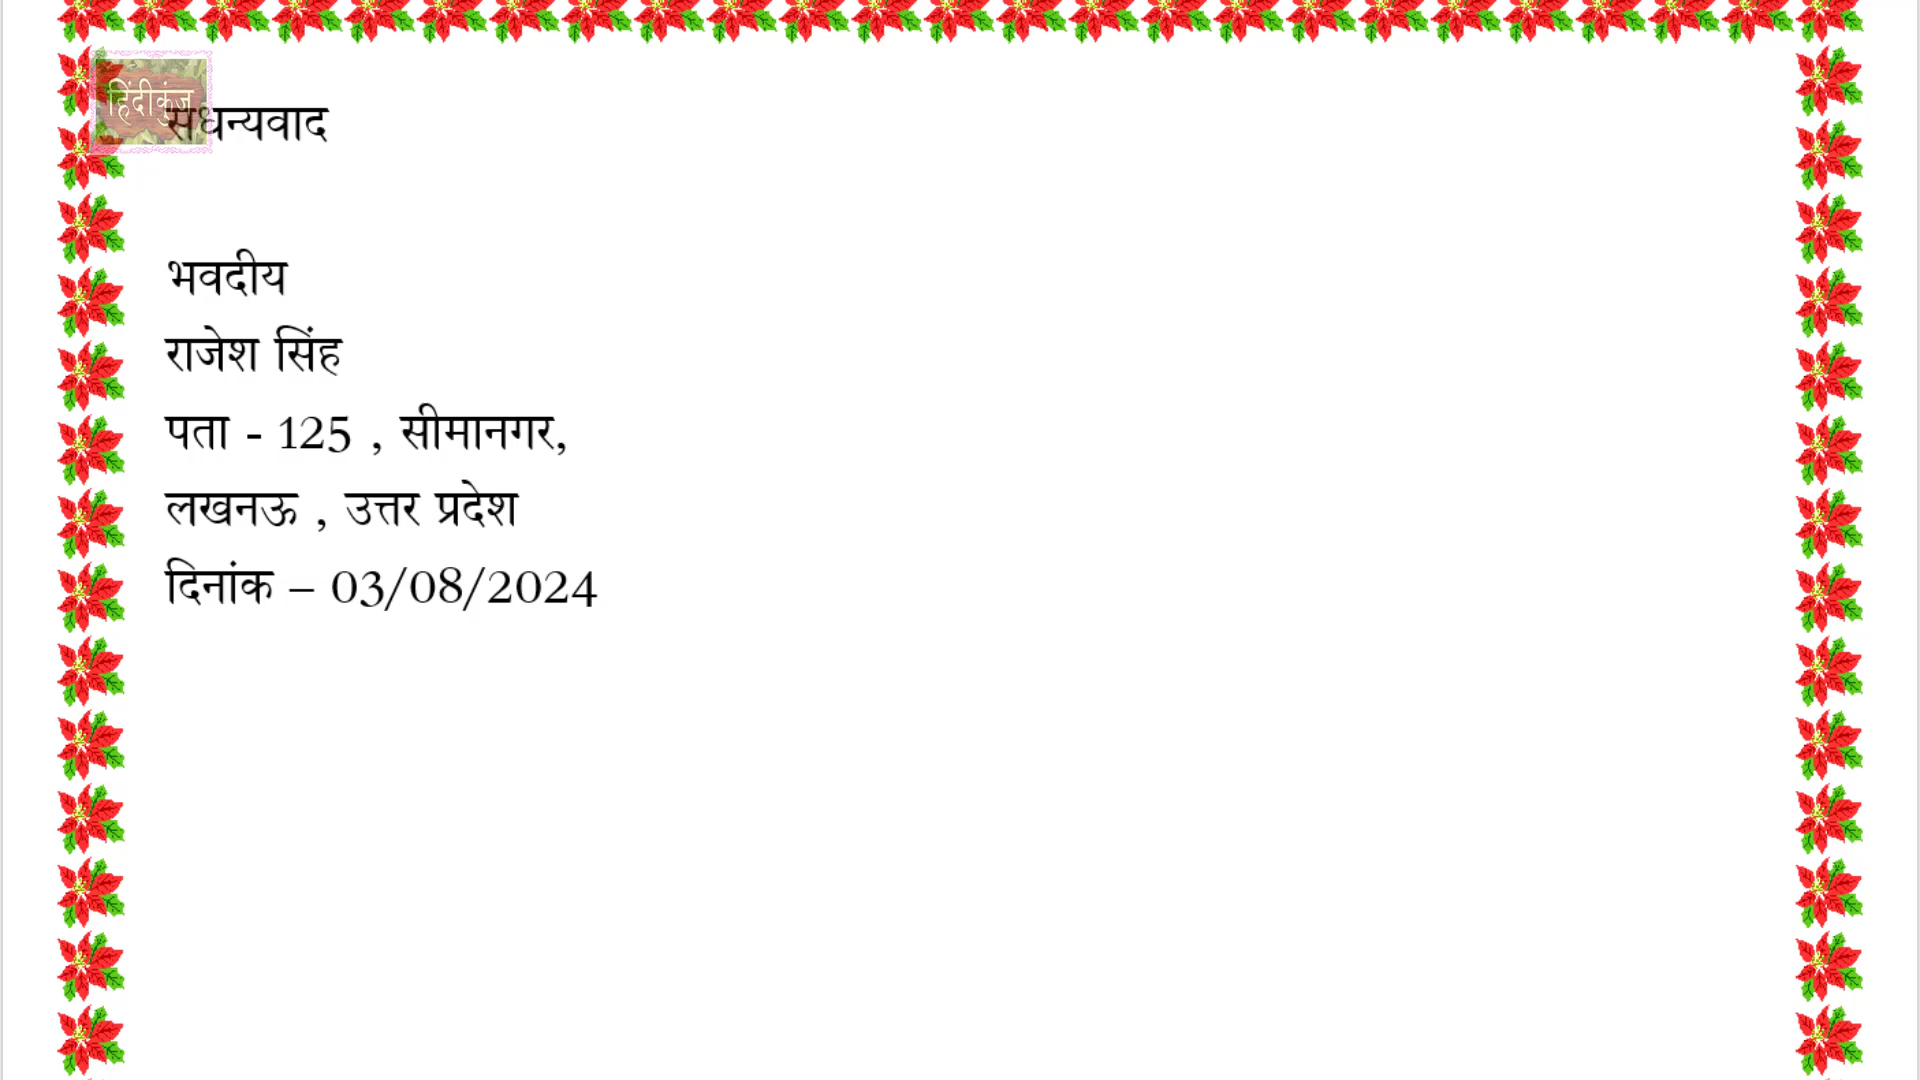 हिंदीकुंज
सधन्यवाद
भवदीय
राजेश सिंह
पता - 125 , सीमानगर,
लखनऊ , उत्तर प्रदेश
दिनांक – 03/08/2024